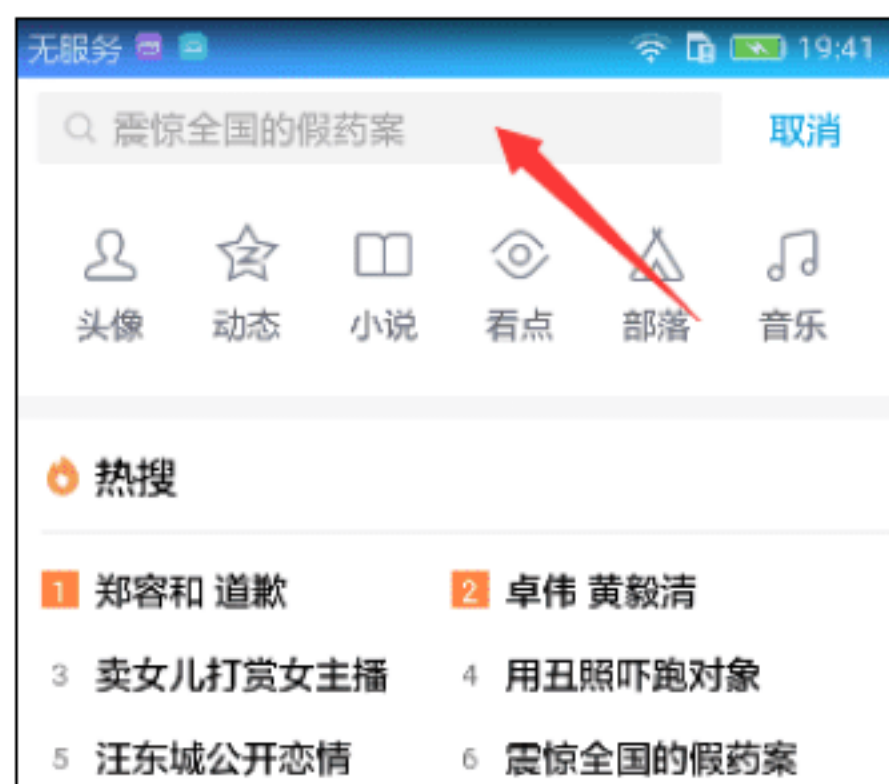 无服务 19:41
震惊全国的假药案 取消
头像 动态 小说 看点 部落 音乐
热搜
1 郑容和 道歉 2 卓伟 黄毅清
3 卖女儿打赏女主播 4 用丑照吓跑对象
5 汪东城公开恋情 6 震惊全国的假药案